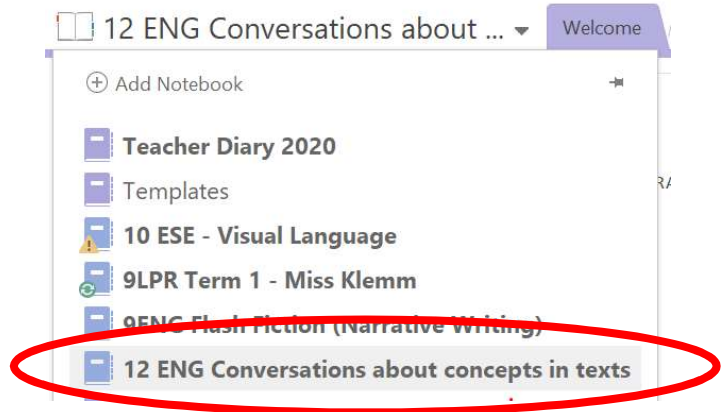 12 ENG Conversations about ... Welcome
Add Notebook
Teacher Diary 2020
Templates
RA
10 ESE - Visual Language
9LPR Term 1 - Miss Klemm
9ENG Flash Fiction (Narrative Writing)
12 ENG Conversations about concepts in texts